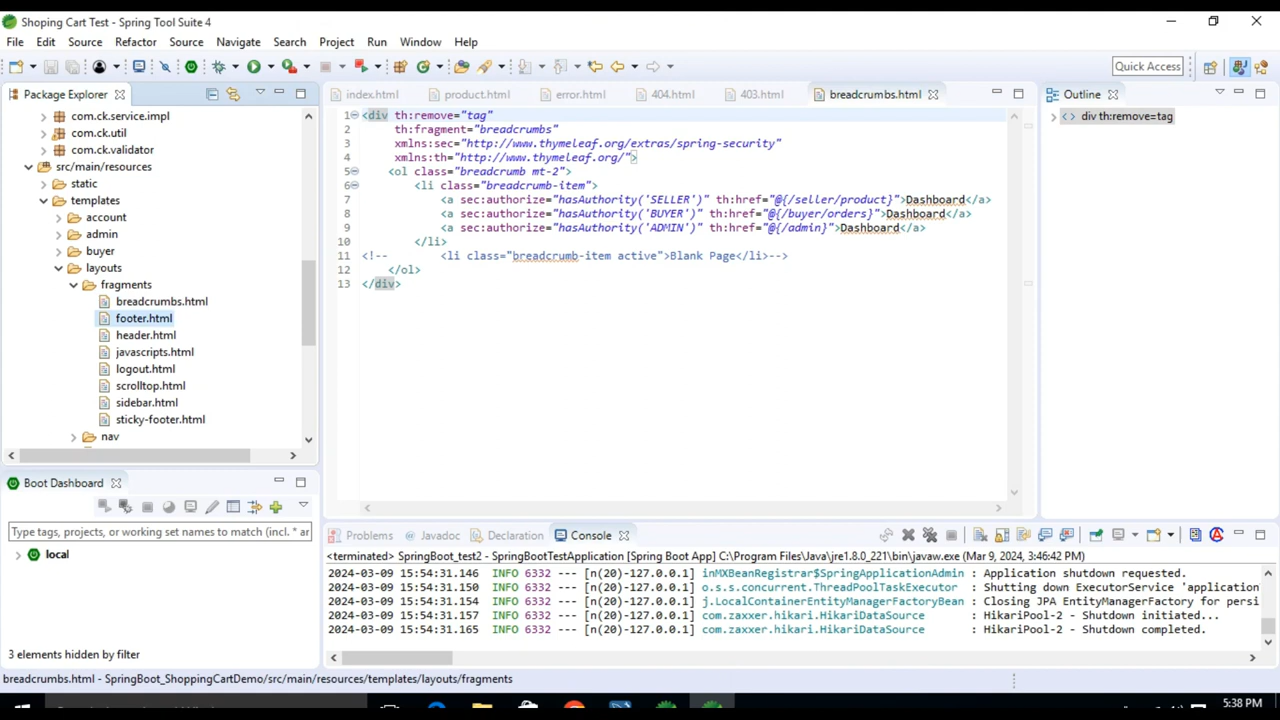 Shoping Cart Test - Spring Tool Suite 4
File Edit Source Refactor Source Navigate Search Project Run Window Help
Quick Access
Package Explorer
com.ck.service.impl
com.ck.util
com.ck.validator
src/main/resources
static
templates
account
admin
buyer
layouts
fragments
breadcrumbs.html
footer.html
header.html
javascripts.html
logout.html
scrolltop.html
sidebar.html
sticky-footer.html
nav
index.html product.html error.html 404.html 403.html breadcrumbs.html
1 <div th:remove="tag"
2 th:fragment="breadcrumbs"
3 xmlns:sec="http://www.thymeleaf.org/extras/spring-security"
4 xmlns:th="http://www.thymeleaf.org/">
5 <ol class="breadcrumb mt-2">
6 <li class="breadcrumb-item">
7 <a sec:authorize="hasAuthority('SELLER')" th:href="@{/seller/product}">Dashboard</a>
8 <a sec:authorize="hasAuthority('BUYER')" th:href="@{/buyer/orders}">Dashboard</a>
9 <a sec:authorize="hasAuthority('ADMIN')" th:href="@{/admin}">Dashboard</a>
10 </li>
11 <!-- <li class="breadcrumb-item active">Blank Page</li>-->
12 </ol>
13 </div>
Outline
div th:remove=tag
Boot Dashboard
Type tags, projects, or working set names to match (incl. * ar
local
3 elements hidden by filter
Problems Javadoc Declaration Console
<terminated> SpringBoot_test2 - SpringBootTestApplication [Spring Boot App] C:\Program Files\Java\jre1.8.0_221\bin\javaw.exe (Mar 9, 2024, 3:46:42 PM)
2024-03-09 15:54:31.146 INFO 6332 --- [n(20)-127.0.0.1] inMXBeanRegistrar$SpringApplicationAdmin : Application shutdown requested.
2024-03-09 15:54:31.150 INFO 6332 --- [n(20)-127.0.0.1] o.s.s.concurrent.ThreadPoolTaskExecutor : Shutting down ExecutorService 'application
2024-03-09 15:54:31.154 INFO 6332 --- [n(20)-127.0.0.1] j.LocalContainerEntityManagerFactoryBean : Closing JPA EntityManagerFactory for persi
2024-03-09 15:54:31.157 INFO 6332 --- [n(20)-127.0.0.1] com.zaxxer.hikari.HikariDataSource : HikariPool-2 - Shutdown initiated...
2024-03-09 15:54:31.165 INFO 6332 --- [n(20)-127.0.0.1] com.zaxxer.hikari.HikariDataSource : HikariPool-2 - Shutdown completed.
breadcrumbs.html - SpringBoot_ShoppingCartDemo/src/main/resources/templates/layouts/fragments
5:38 PM